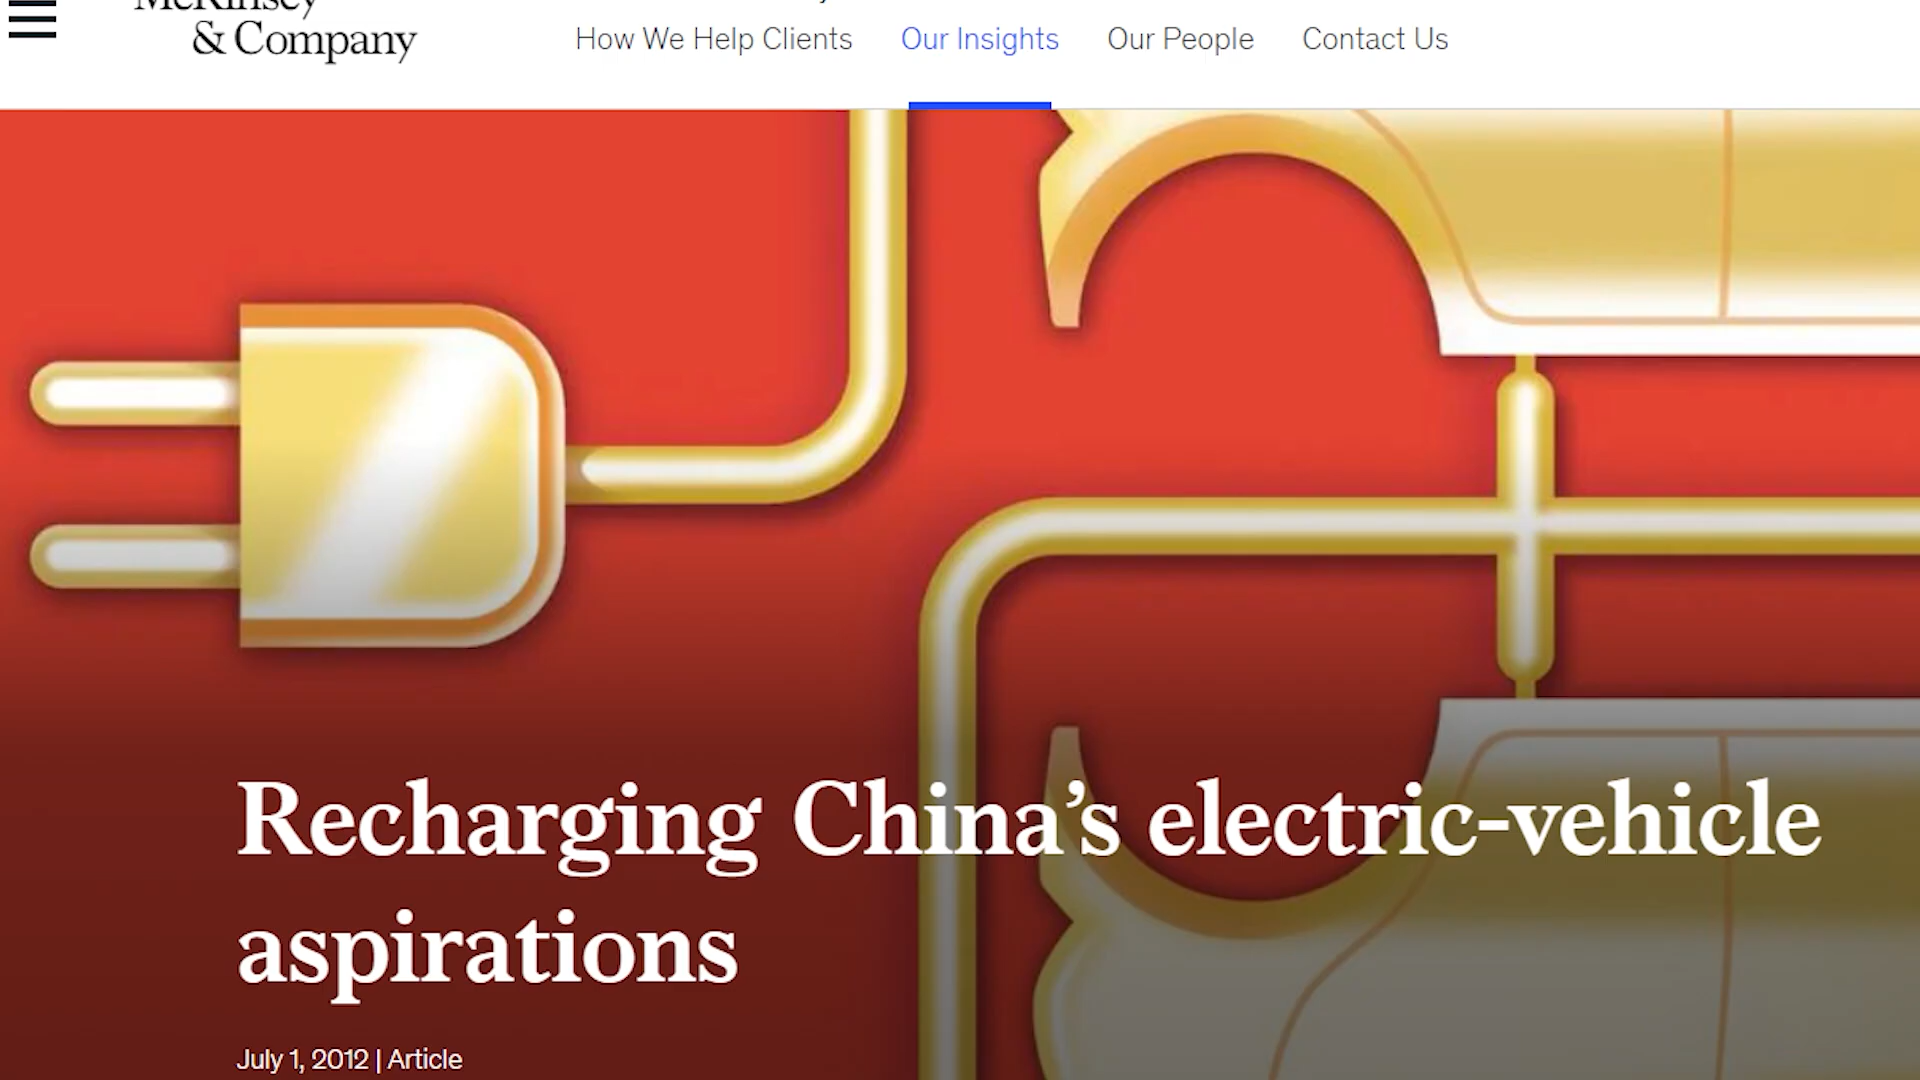 McKinsey
& Company
How We Help Clients
Our Insights
Our People
Contact Us
Recharging China’s electric-vehicle
aspirations
July 1, 2012 | Article